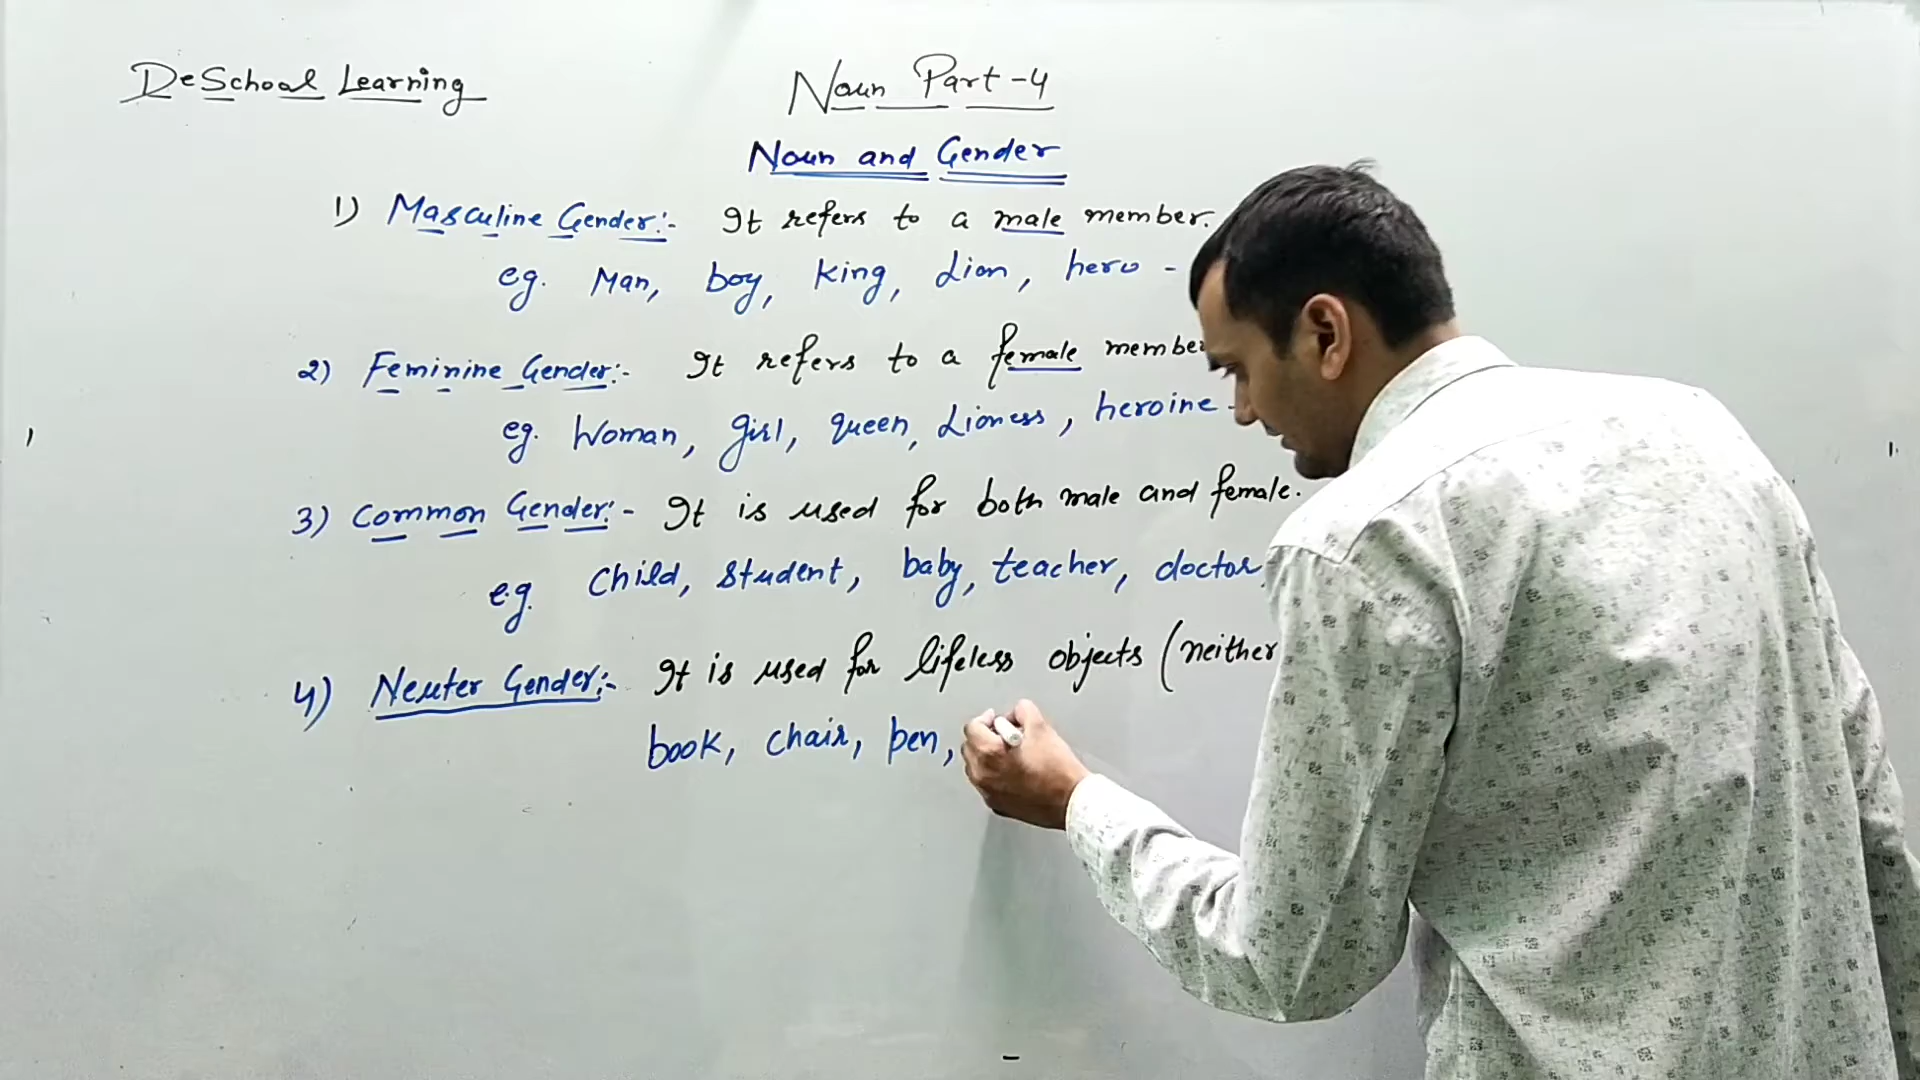 DeSchool Learning
Noun Part-4
Noun and Gender
1) Masculine Gender:- It refers to a male member.
eg. Man, boy, king, Lion, hero -
2) Feminine Gender:- It refers to a female membe
eg. Woman, girl, queen, Lioness, heroine -
3) Common Gender:- It is used for both male and female.
e.g. Child, student, baby, teacher, doctor,
4) Neuter Gender:- It is used for lifeless objects (neither
book, chair, pen,